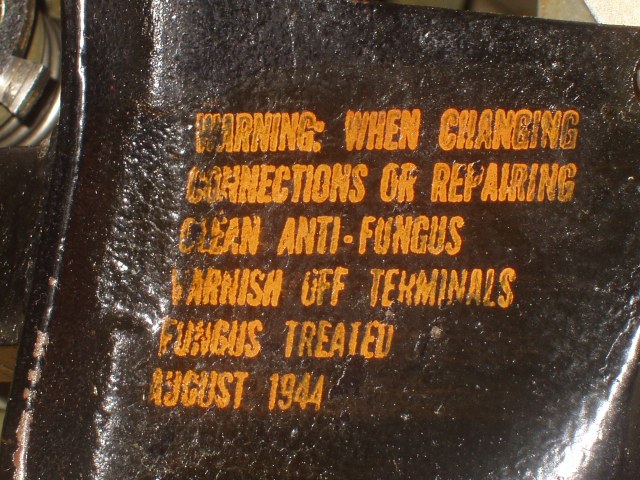 WARNING: WHEN CHANGING
CONNECTIONS OR REPAIRING
CLEAN ANTI-FUNGUS
VARNISH OFF TERMINALS
FUNGUS TREATED
AUGUST 1944